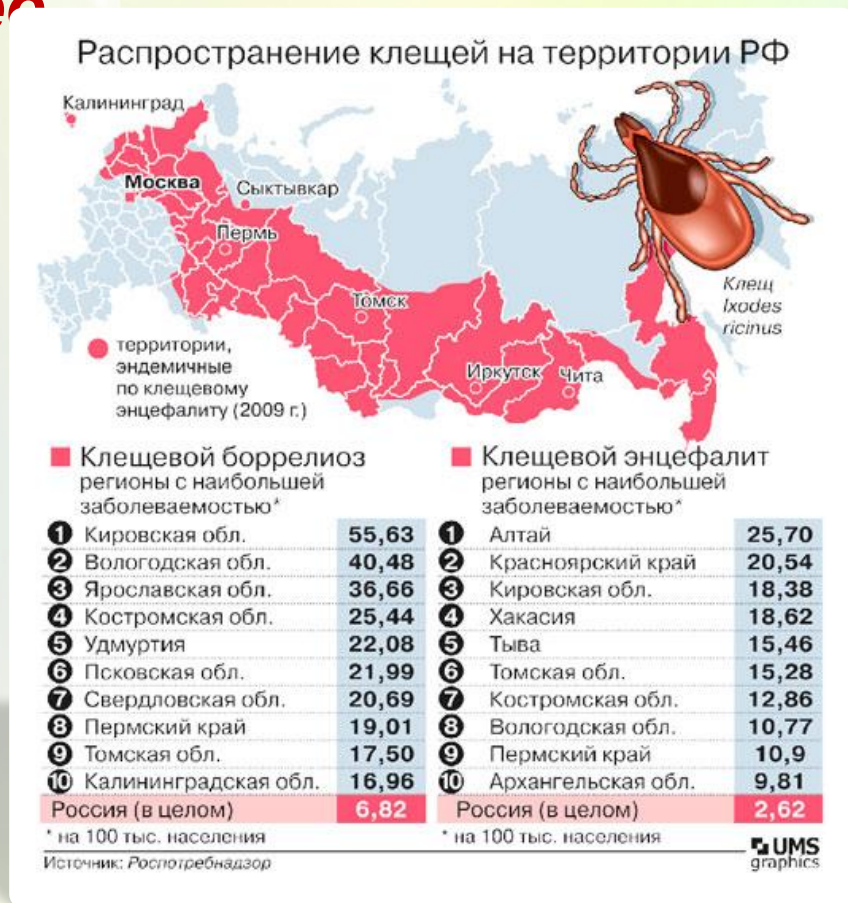 Распространение клещей на территории РФ
Калининград
Москва
Сыктывкар
Пермь
Томск
Иркутск
Чита
Клещ
Ixodes
ricinus
территории,
эндемичные
по клещевому
энцефалиту (2009 г.)
Клещевой боррелиоз
регионы с наибольшей
заболеваемостью*
1 Кировская обл. 55,63
2 Вологодская обл. 40,48
3 Ярославская обл. 36,66
4 Костромская обл. 25,44
5 Удмуртия 22,08
6 Псковская обл. 21,99
7 Свердловская обл. 20,69
8 Пермский край 19,01
9 Томская обл. 17,50
10 Калининградская обл. 16,96
Россия (в целом) 6,82
* на 100 тыс. населения
Клещевой энцефалит
регионы с наибольшей
заболеваемостью*
1 Алтай 25,70
2 Красноярский край 20,54
3 Кировская обл. 18,38
4 Хакасия 18,62
5 Тыва 15,46
6 Томская обл. 15,28
7 Костромская обл. 12,86
8 Вологодская обл. 10,77
9 Пермский край 10,9
10 Архангельская обл. 9,81
Россия (в целом) 2,62
* на 100 тыс. населения
Источник: Роспотребнадзор
UMS
graphics